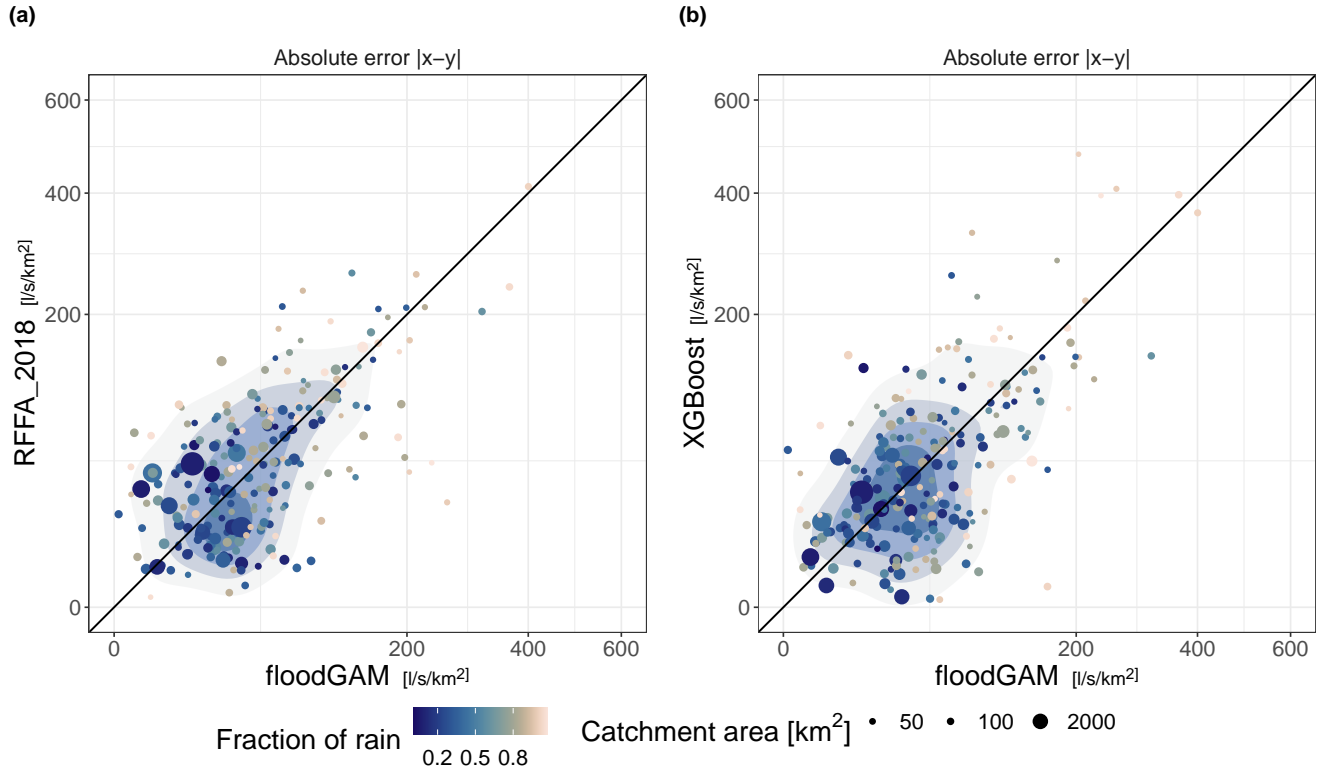 (a)
(b)
Absolute error |x−y|
Absolute error |x−y|
600
400
200
0
RFFA_2018 [l/s/km2]
600
400
200
0
XGBoost [l/s/km2]
0 200 400 600
0 200 400 600
floodGAM [l/s/km2]
floodGAM [l/s/km2]
Fraction of rain
0.2 0.5 0.8
Catchment area [km2] 50 100 2000